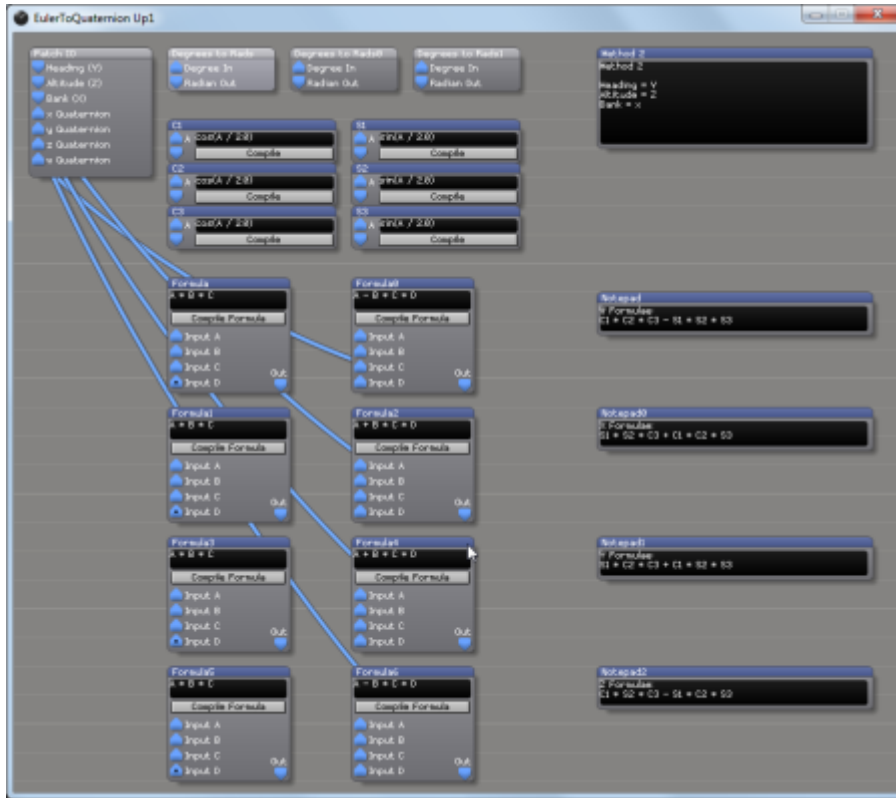 EulerToQuaternion Up1
Patch IO
Heading (Y)
Altitude (Z)
Bank (X)
x Quaternion
y Quaternion
z Quaternion
w Quaternion
Degrees to Rads
Degree In
Radian Out
Degrees to Rads0
Degree In
Radian Out
Degrees to Rads1
Degree In
Radian Out
Method 2
Method 2
Heading = Y
Altitude = Z
Bank = x
C1
A cos(A / 2.0)
Compile
S1
A sin(A / 2.0)
Compile
C2
A cos(A / 2.0)
Compile
S2
A sin(A / 2.0)
Compile
C3
A cos(A / 2.0)
Compile
S3
A sin(A / 2.0)
Compile
Formula
A * B * C
Compile Formula
Input A
Input B
Input C
Input D
Out
Formula0
A - B * C * D
Compile Formula
Input A
Input B
Input C
Input D
Out
Notepad
W Formulae:
C1 * C2 * C3 - S1 * S2 * S3
Formula1
A * B * C
Compile Formula
Input A
Input B
Input C
Input D
Out
Formula2
A + B * C * D
Compile Formula
Input A
Input B
Input C
Input D
Out
Notepad0
X Formulae:
S1 * S2 * C3 + C1 * C2 * S3
Formula3
A * B * C
Compile Formula
Input A
Input B
Input C
Input D
Out
Formula4
A + B * C * D
Compile Formula
Input A
Input B
Input C
Input D
Out
Notepad1
Y Formulae:
S1 * C2 * C3 + C1 * S2 * S3
Formula5
A * B * C
Compile Formula
Input A
Input B
Input C
Input D
Out
Formula6
A - B * C * D
Compile Formula
Input A
Input B
Input C
Input D
Out
Notepad2
Z Formulae:
C1 * S2 * C3 - S1 * C2 * S3